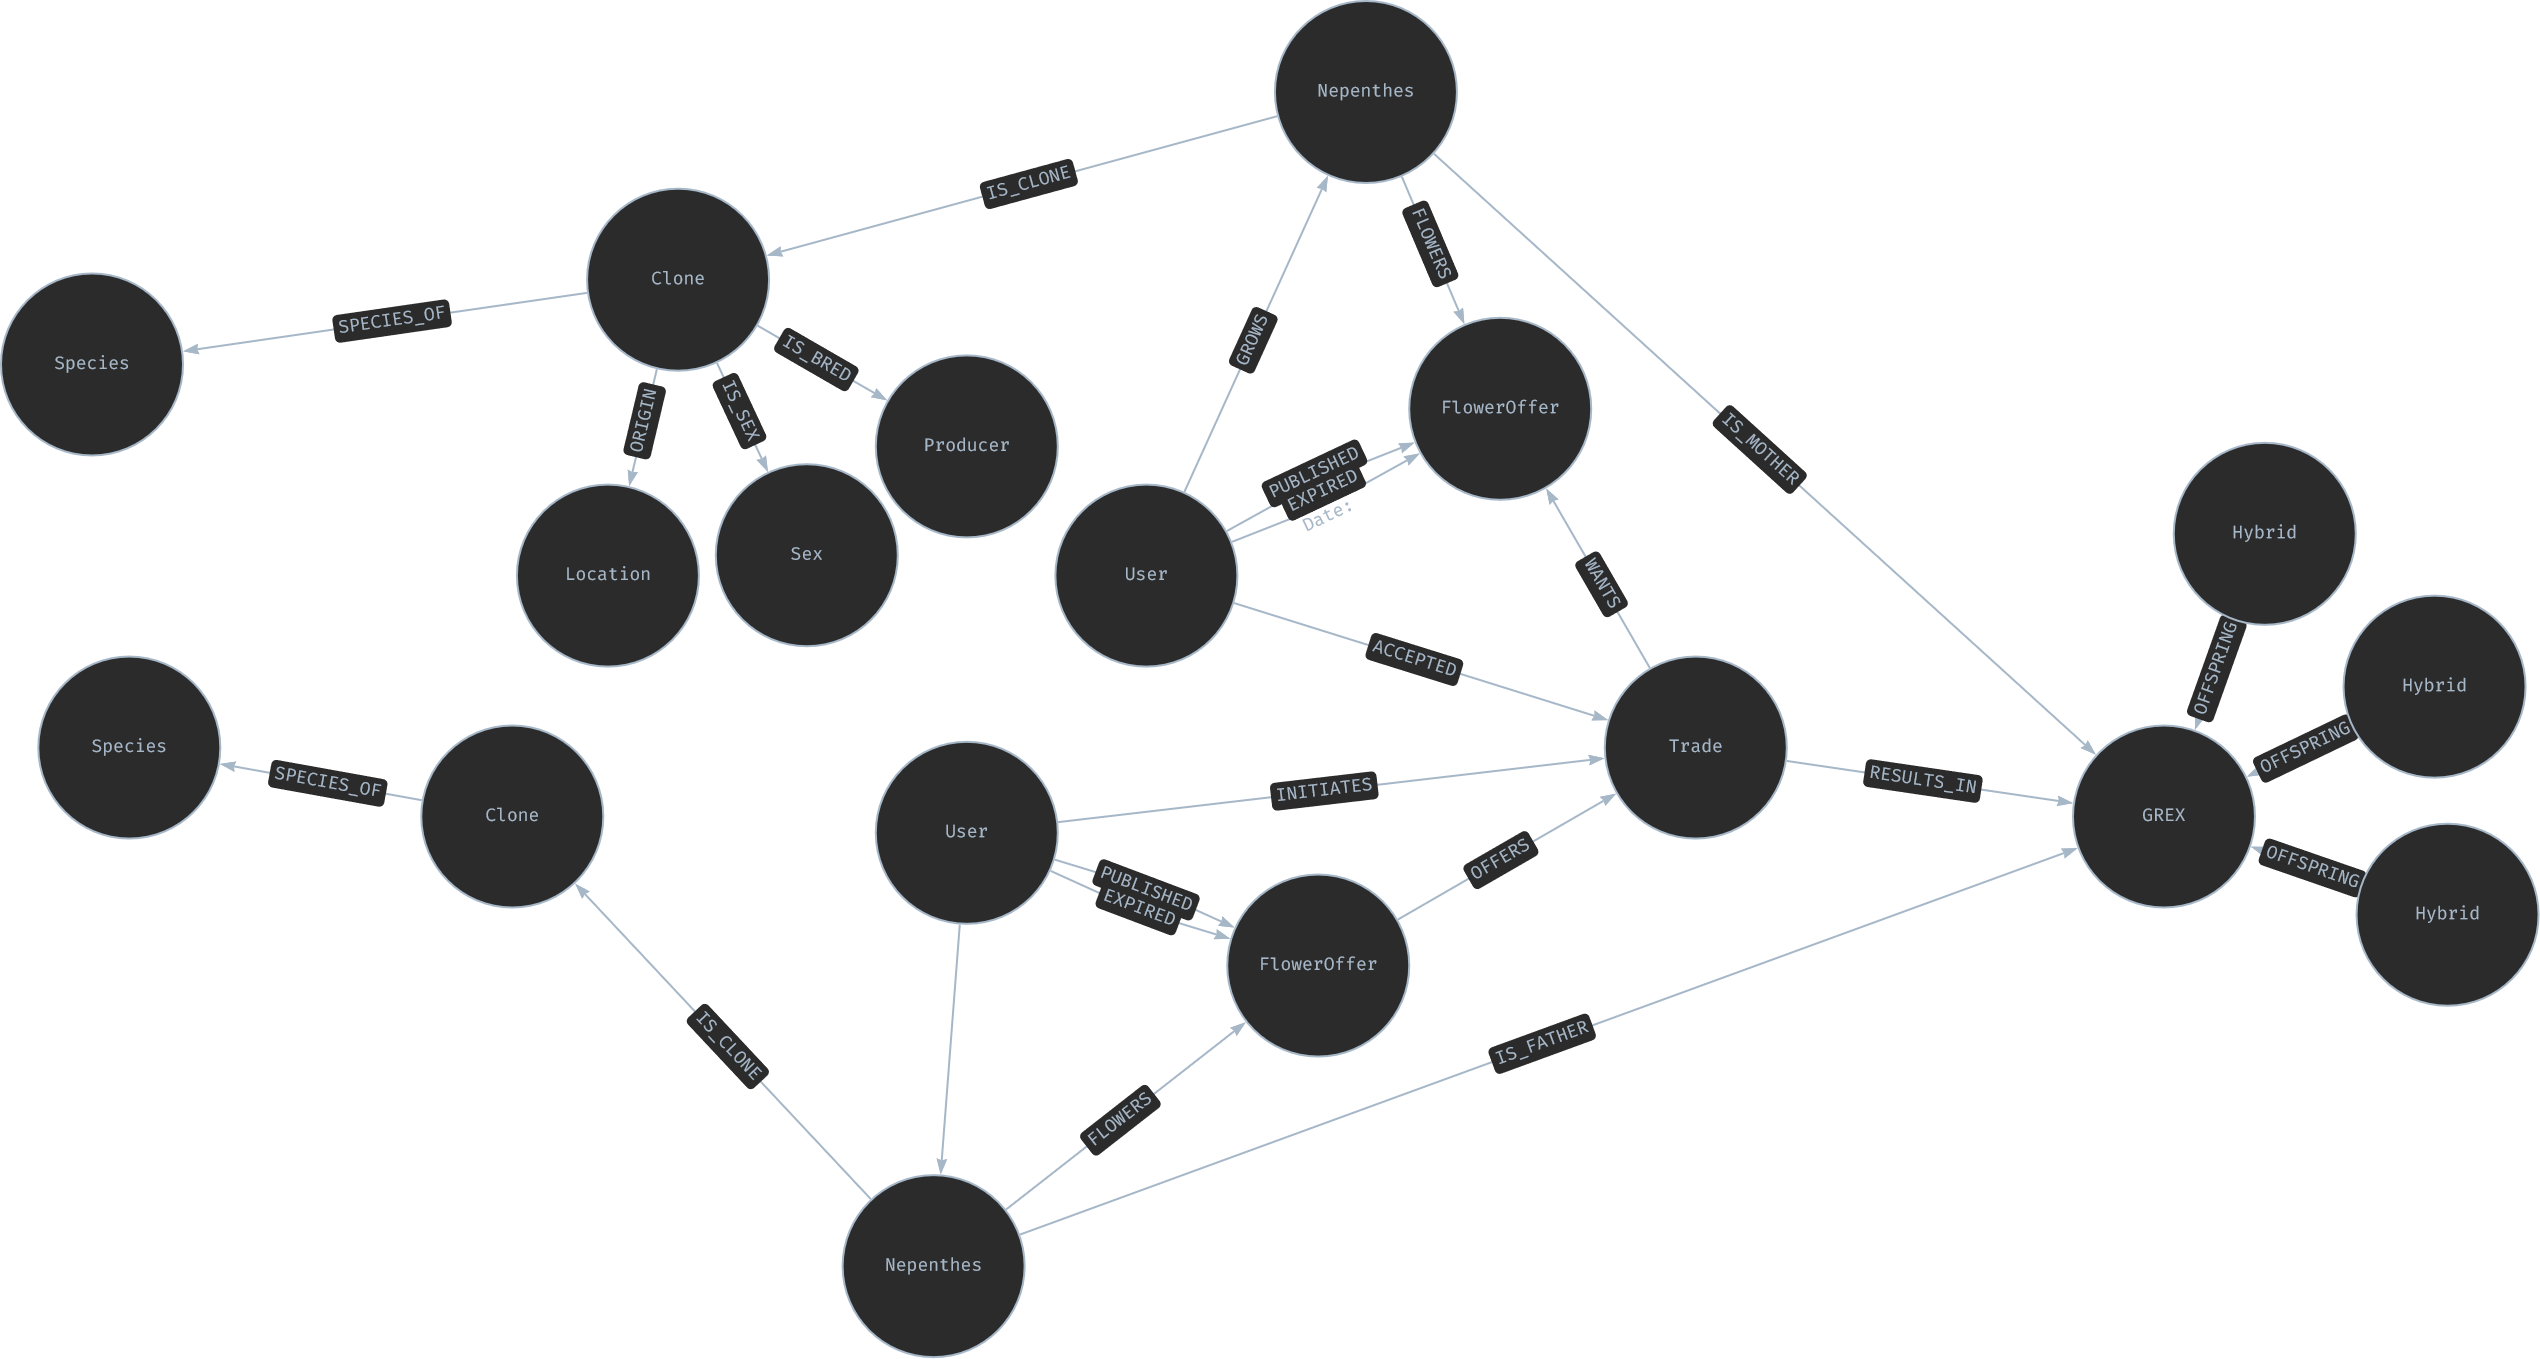 Nepenthes
IS_CLONE
Clone
FLOWERS
SPECIES_OF
Species
GROWS
IS_BRED
ORIGIN
IS_SEX
FlowerOffer
Producer
IS_MOTHER
PUBLISHED
EXPIRED
Date:
Hybrid
Sex
Location
User
WANTS
ACCEPTED
OFFSPRING
Hybrid
Species
Trade
OFFSPRING
SPECIES_OF
RESULTS_IN
INITIATES
Clone
GREX
User
OFFERS
OFFSPRING
PUBLISHED
EXPIRED
Hybrid
FlowerOffer
IS_CLONE
IS_FATHER
FLOWERS
Nepenthes